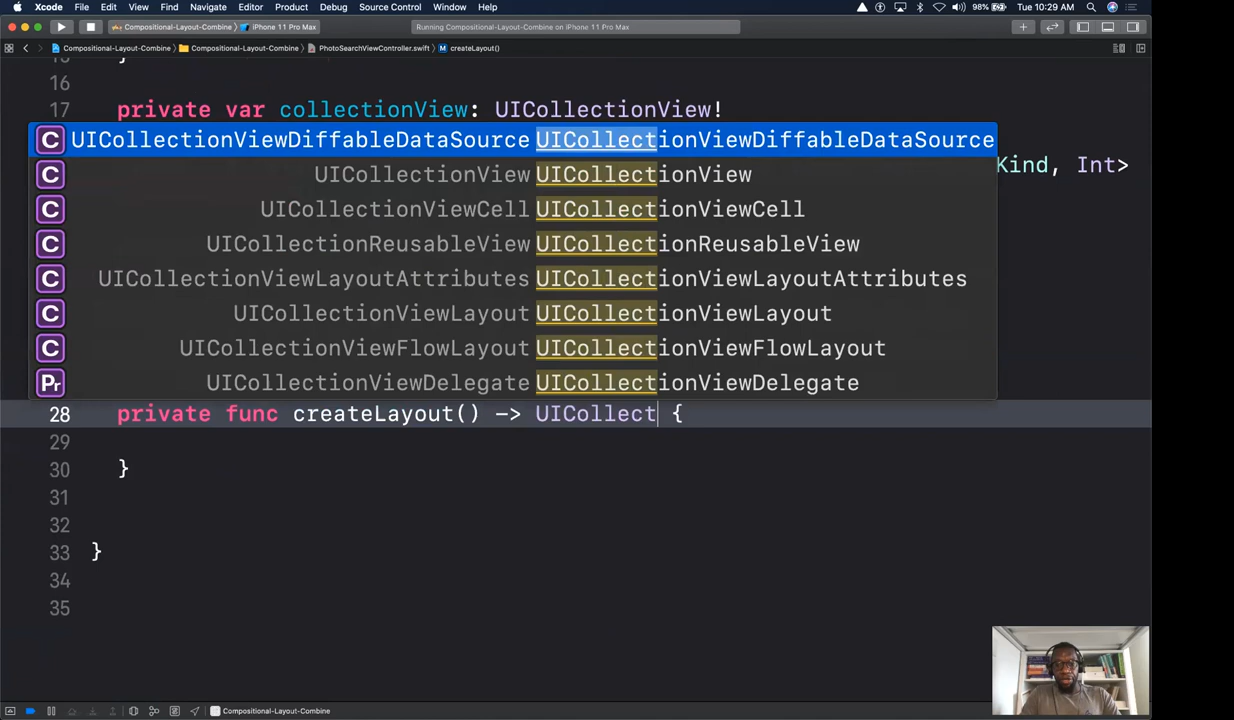 Xcode File Edit View Find Navigate Editor Product Debug Source Control Window Help 98% Tue 10:29 AM
Compositional-Layout-Combine iPhone 11 Pro Max Running Compositional-Layout-Combine on iPhone 11 Pro Max
Compositional-Layout-Combine Compositional-Layout-Combine PhotoSearchViewController.swift M createLayout()
16
17 private var collectionView: UICollectionView!
C UICollectionViewDiffableDataSource UICollectionViewDiffableDataSource
Kind, Int>
C UICollectionView UICollectionView
C UICollectionViewCell UICollectionViewCell
C UICollectionReusableView UICollectionReusableView
C UICollectionViewLayoutAttributes UICollectionViewLayoutAttributes
C UICollectionViewLayout UICollectionViewLayout
C UICollectionViewFlowLayout UICollectionViewFlowLayout
Pr UICollectionViewDelegate UICollectionViewDelegate
28 private func createLayout() -> UICollect {
29
30 }
31
32
33 }
34
35
Compositional-Layout-Combine